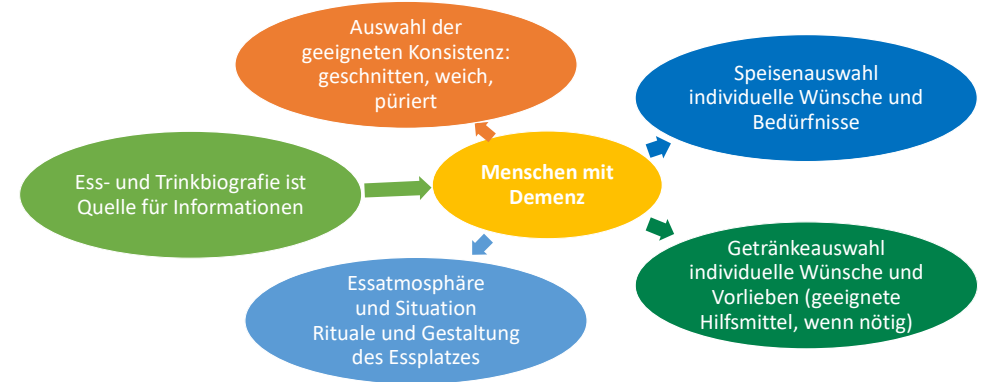 Auswahl der
geeigneten Konsistenz:
geschnitten, weich,
püriert
Speisenauswahl
individuelle Wünsche und
Bedürfnisse
Ess- und Trinkbiografie ist
Quelle für Informationen
Menschen mit
Demenz
Getränkeauswahl
individuelle Wünsche und
Vorlieben (geeignete
Hilfsmittel, wenn nötig)
Essatmosphäre
und Situation
Rituale und Gestaltung
des Essplatzes